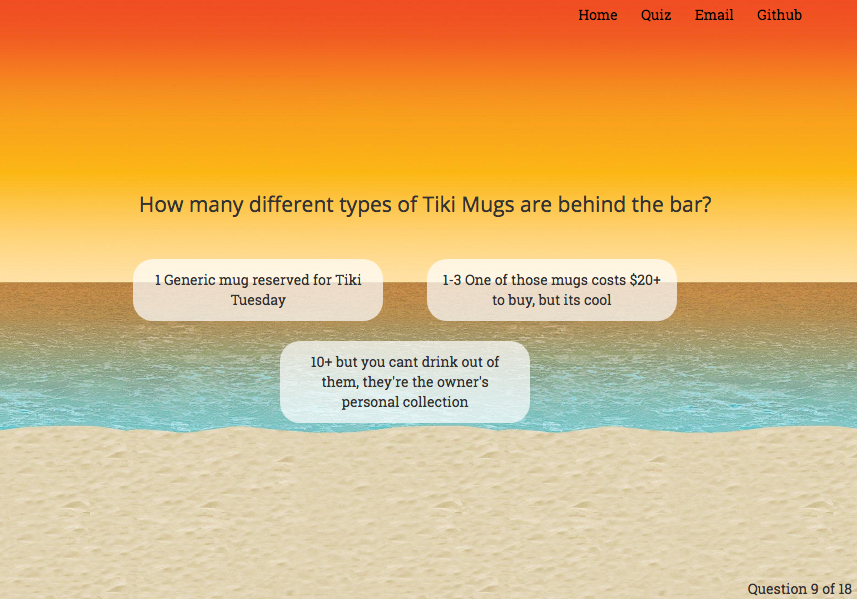 Home Quiz Email Github
How many different types of Tiki Mugs are behind the bar?
1 Generic mug reserved for Tiki
Tuesday
1-3 One of those mugs costs $20+
to buy, but its cool
10+ but you cant drink out of
them, they're the owner's
personal collection
Question 9 of 18